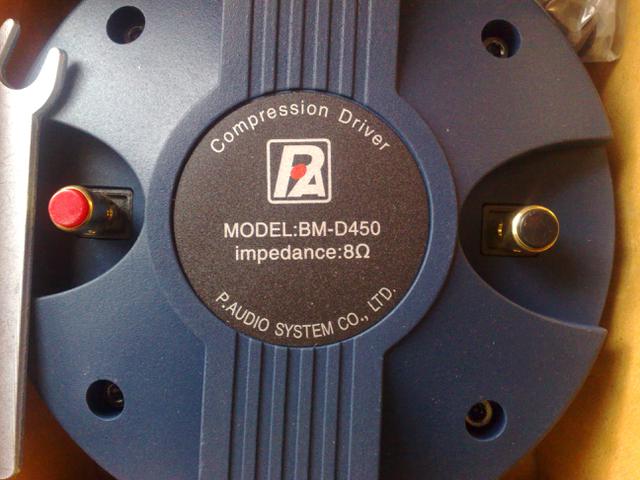 Compression Driver
PA
MODEL:BM-D450
impedance:8Ω
P.AUDIO SYSTEM CO., LTD.